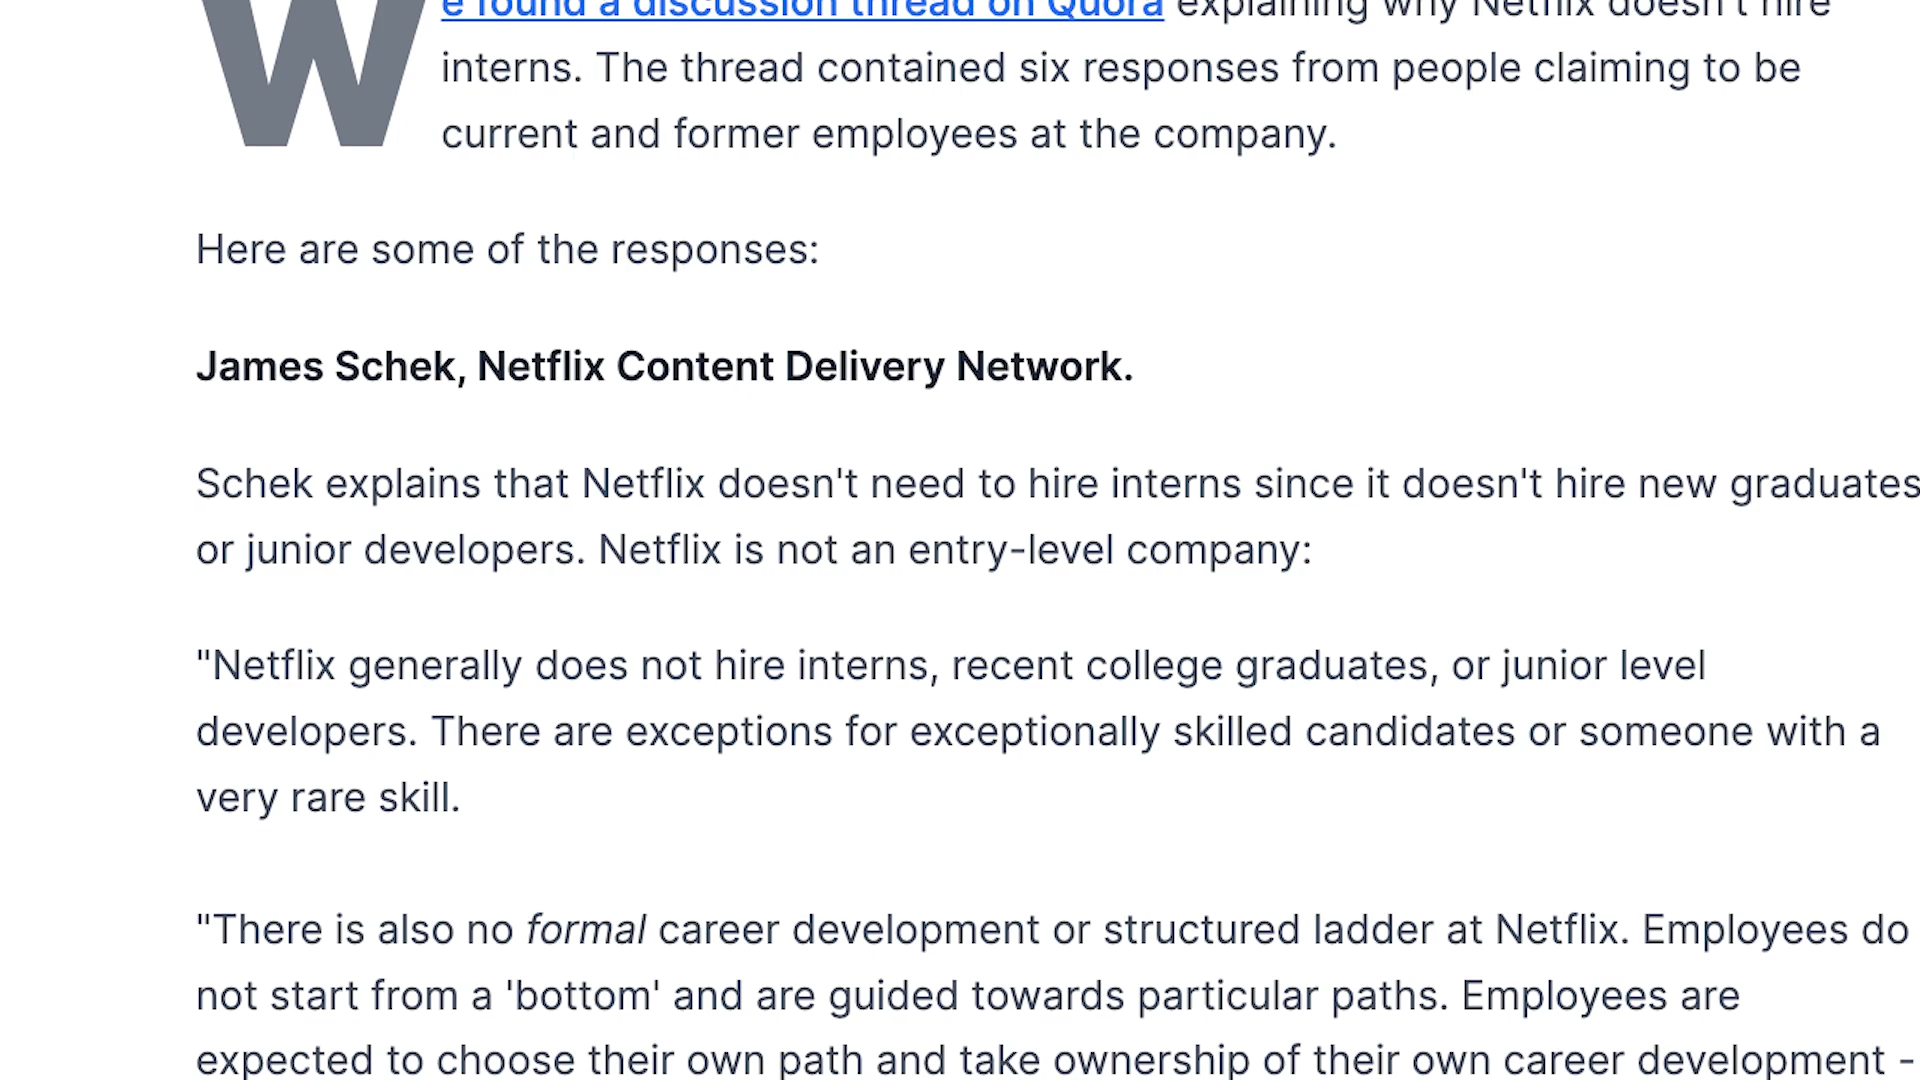 We found a discussion thread on Quora explaining why Netflix doesn't hire
interns. The thread contained six responses from people claiming to be
current and former employees at the company.
Here are some of the responses:
James Schek, Netflix Content Delivery Network.
Schek explains that Netflix doesn't need to hire interns since it doesn't hire new graduates
or junior developers. Netflix is not an entry-level company:
"Netflix generally does not hire interns, recent college graduates, or junior level
developers. There are exceptions for exceptionally skilled candidates or someone with a
very rare skill.
"There is also no formal career development or structured ladder at Netflix. Employees do
not start from a 'bottom' and are guided towards particular paths. Employees are
expected to choose their own path and take ownership of their own career development -